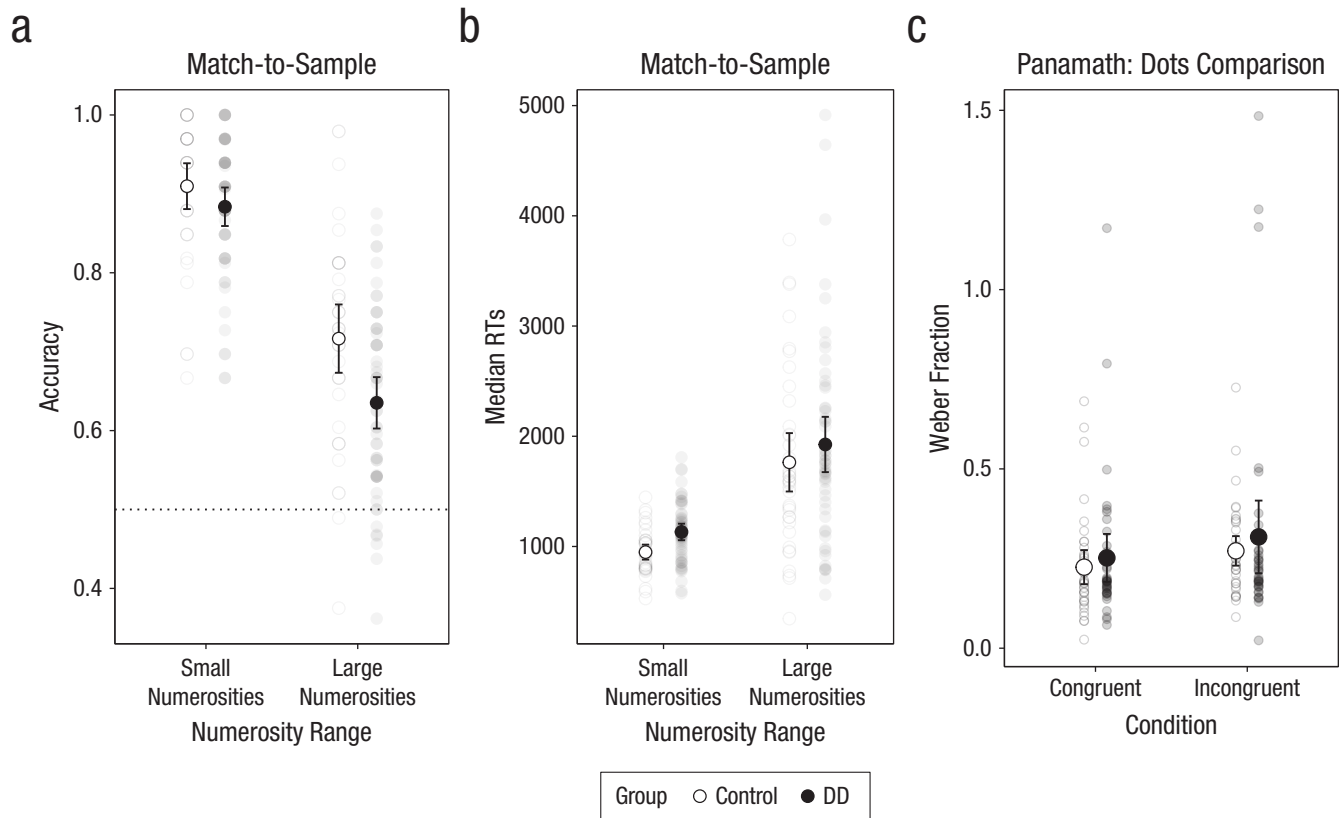 a
Match-to-Sample
Accuracy
1.0
0.8
0.6
0.4
Small
Numerosities
Large
Numerosities
Numerosity Range
b
Match-to-Sample
Median RTs
5000
4000
3000
2000
1000
Small
Numerosities
Large
Numerosities
Numerosity Range
c
Panamath: Dots Comparison
Weber Fraction
1.5
1.0
0.5
0.0
Congruent
Incongruent
Condition
Group Control DD